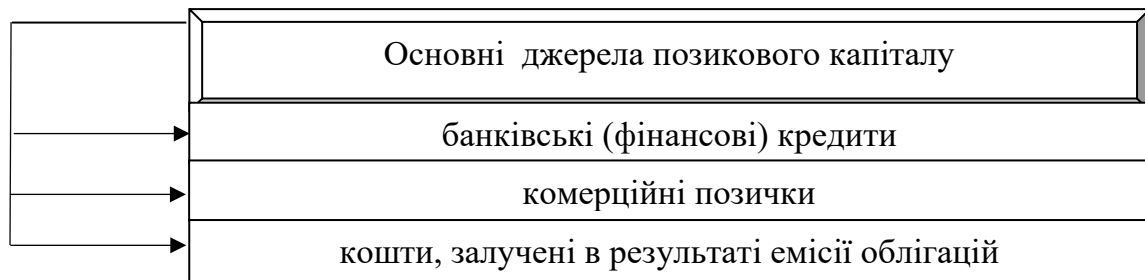 Основні джерела позикового капіталу
банківські (фінансові) кредити
комерційні позички
кошти, залучені в результаті емісії облігацій